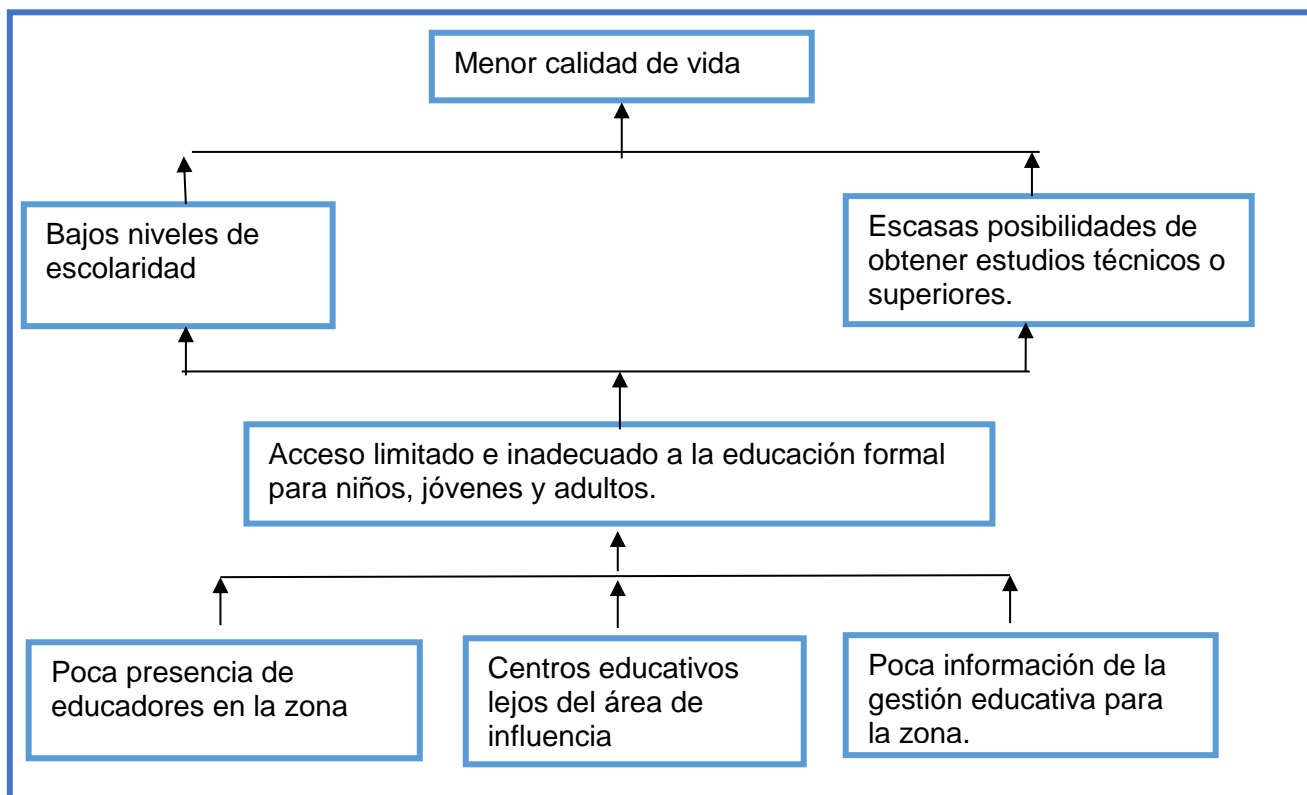 Menor calidad de vida
Bajos niveles de
escolaridad
Escasas posibilidades de
obtener estudios técnicos o
superiores.
Acceso limitado e inadecuado a la educación formal
para niños, jóvenes y adultos.
Poca presencia de
educadores en la zona
Centros educativos
lejos del área de
influencia
Poca información de la
gestión educativa para
la zona.